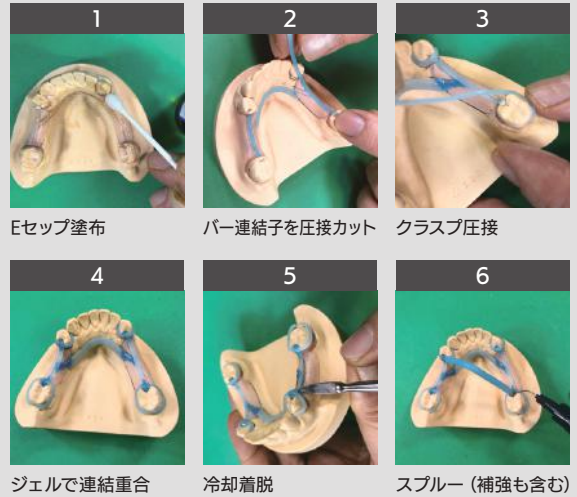 1
2
3
Eセップ塗布
バー連結子を圧接カット
クラスプ圧接
4
5
6
ジェルで連結重合
冷却着脱
スプルー（補強も含む）